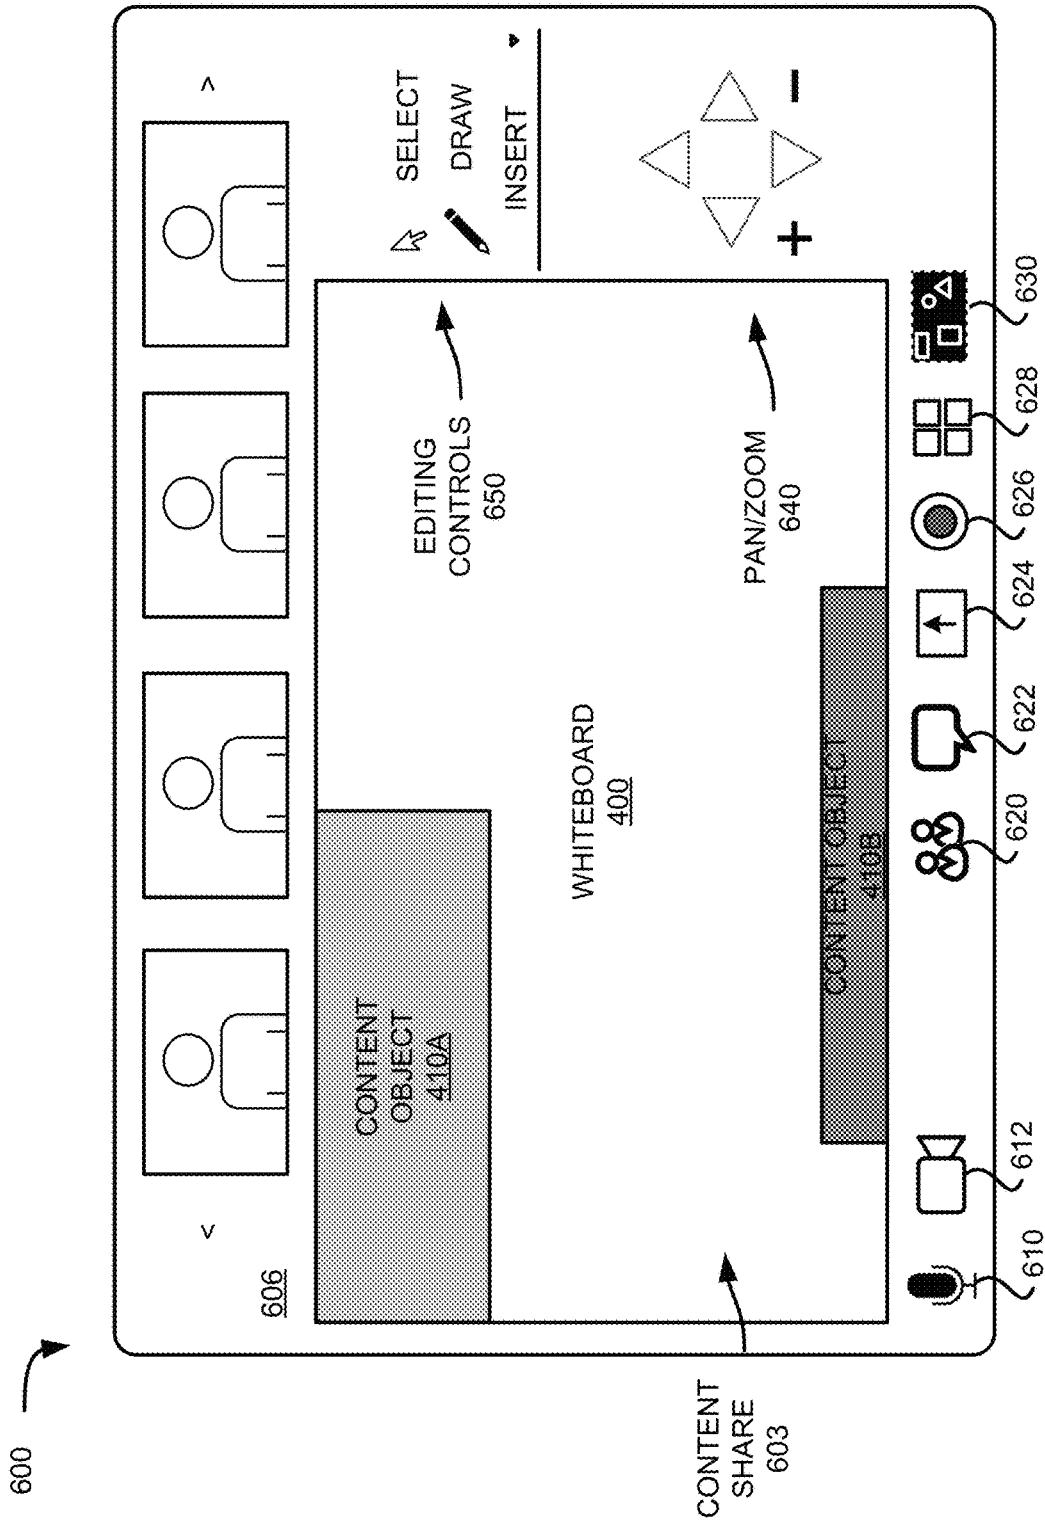 600
<
>
606
SELECT
DRAW
INSERT
EDITING
CONTROLS
650
CONTENT
OBJECT
410A
WHITEBOARD
400
PAN/ZOOM
640
CONTENT OBJECT
410B
CONTENT
SHARE
603
+
−
610
612
620
622
624
626
628
630